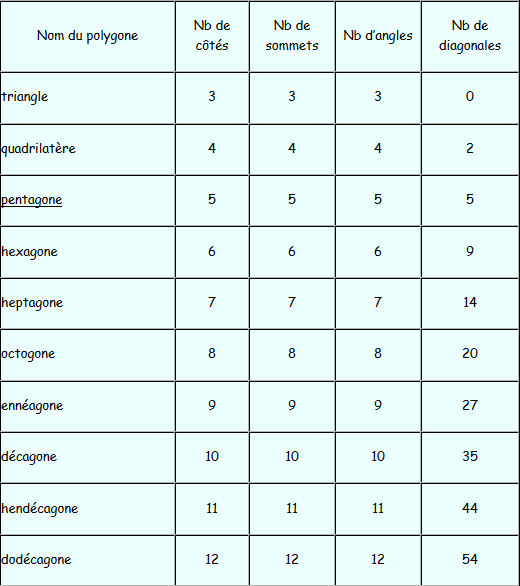 Nom du polygone Nb de côtés Nb de sommets Nb d'angles Nb de diagonales
triangle 3 3 3 0
quadrilatère 4 4 4 2
pentagone 5 5 5 5
hexagone 6 6 6 9
heptagone 7 7 7 14
octogone 8 8 8 20
ennéagone 9 9 9 27
décagone 10 10 10 35
hendécagone 11 11 11 44
dodécagone 12 12 12 54